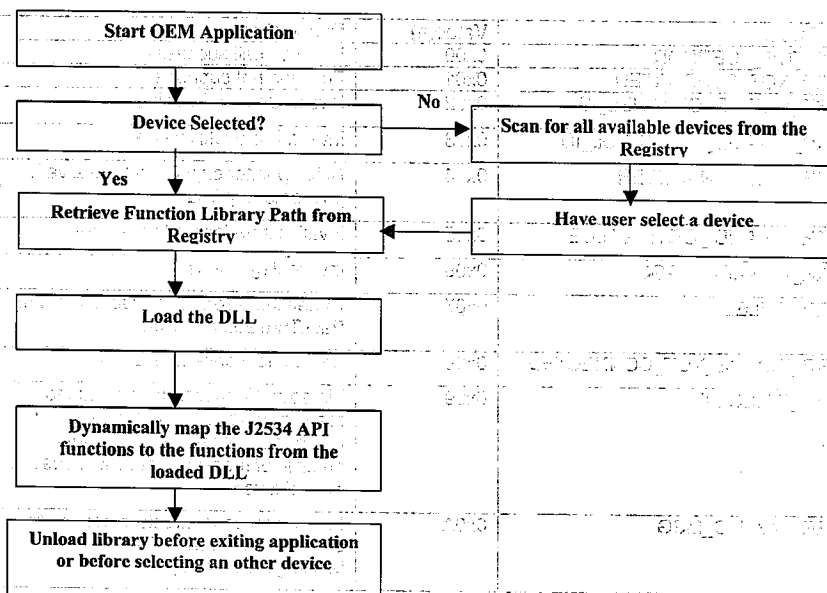 Start OEM Application
Device Selected?
No
Scan for all available devices from the
Registry
Yes
Retrieve Function Library Path from
Registry
Have user select a device
Load the DLL
Dynamically map the J2534 API
functions to the functions from the
loaded DLL
Unload library before exiting application
or before selecting an other device